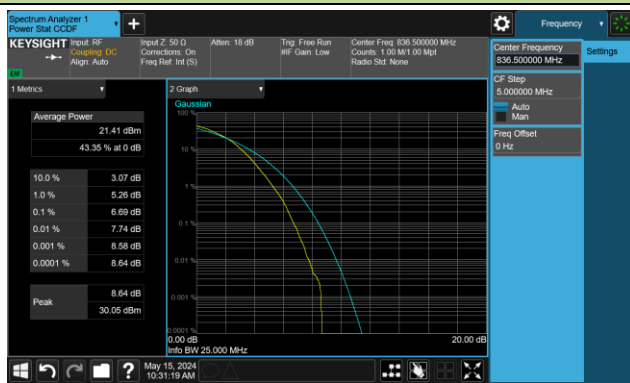 Spectrum Analyzer 1
Power Stat CCDF
Frequency
KEYSIGHT
Input: RF
Coupling: DC
Align: Auto
Input Z: 50 Ω
Corrections: On
Freq Ref: Int (S)
Atten: 18 dB
Trig: Free Run
#IF Gain: Low
Center Freq: 836.500000 MHz
Counts: 1.00 M/1.00 Mpt
Radio Std: None
Center Frequency
836.500000 MHz
Settings
CF Step
5.000000 MHz
Auto
Man
Freq Offset
0 Hz
1 Metrics
2 Graph
Gaussian
Average Power
21.41 dBm
43.35 % at 0 dB
10.0 % 3.07 dB
1.0 % 5.26 dB
0.1 % 6.69 dB
0.01 % 7.74 dB
0.001 % 8.58 dB
0.0001 % 8.64 dB
Peak
8.64 dB
30.05 dBm
100 %
10 %
1 %
0.1 %
0.01 %
0.001 %
0.0001 %
0.00 dB
20.00 dB
Info BW 25.000 MHz
May 15, 2024
10:31:19 AM